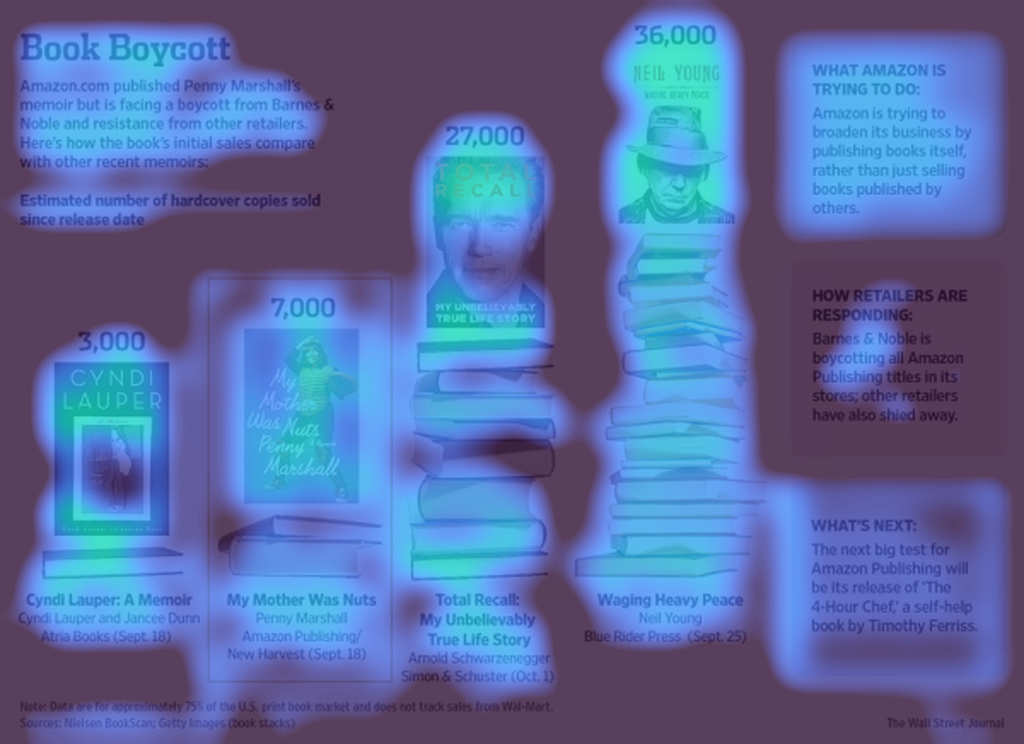 Book Boycott
Amazon.com published Penny Marshall's
memoir but is facing a boycott from Barnes &
Noble and resistance from other retailers.
Here's how the book's initial sales compare
with other recent memoirs:
Estimated number of hardcover copies sold
since release date
3,000
CYNDI
LAUPER
Cyndi Lauper: A Memoir
Cyndi Lauper and Jancee Dunn
Atria Books (Sept. 18)
7,000
My
Mother
Was Nuts
Penny
Marshall
My Mother Was Nuts
Penny Marshall
Amazon Publishing/
New Harvest (Sept. 18)
27,000
TOTAL
RECALL
MY UNBELIEVABLY
TRUE LIFE STORY
Total Recall:
My Unbelievably
True Life Story
Arnold Schwarzenegger
Simon & Schuster (Oct. 1)
36,000
NEIL YOUNG
WAGING HEAVY PEACE
Waging Heavy Peace
Neil Young
Blue Rider Press (Sept. 25)
WHAT AMAZON IS
TRYING TO DO:
Amazon is trying to
broaden its business by
publishing books itself,
rather than just selling
books published by
others.
HOW RETAILERS ARE
RESPONDING:
Barnes & Noble is
boycotting all Amazon
Publishing titles in its
stores; other retailers
have also shied away.
WHAT'S NEXT:
The next big test for
Amazon Publishing will
be its release of 'The
4-Hour Chef,' a self-help
book by Timothy Ferriss.
Note: Data are for approximately 75% of the U.S. print book market and does not track sales from Wal-Mart.
Sources: Nielsen BookScan; Getty Images (book stacks)
The Wall Street Journal